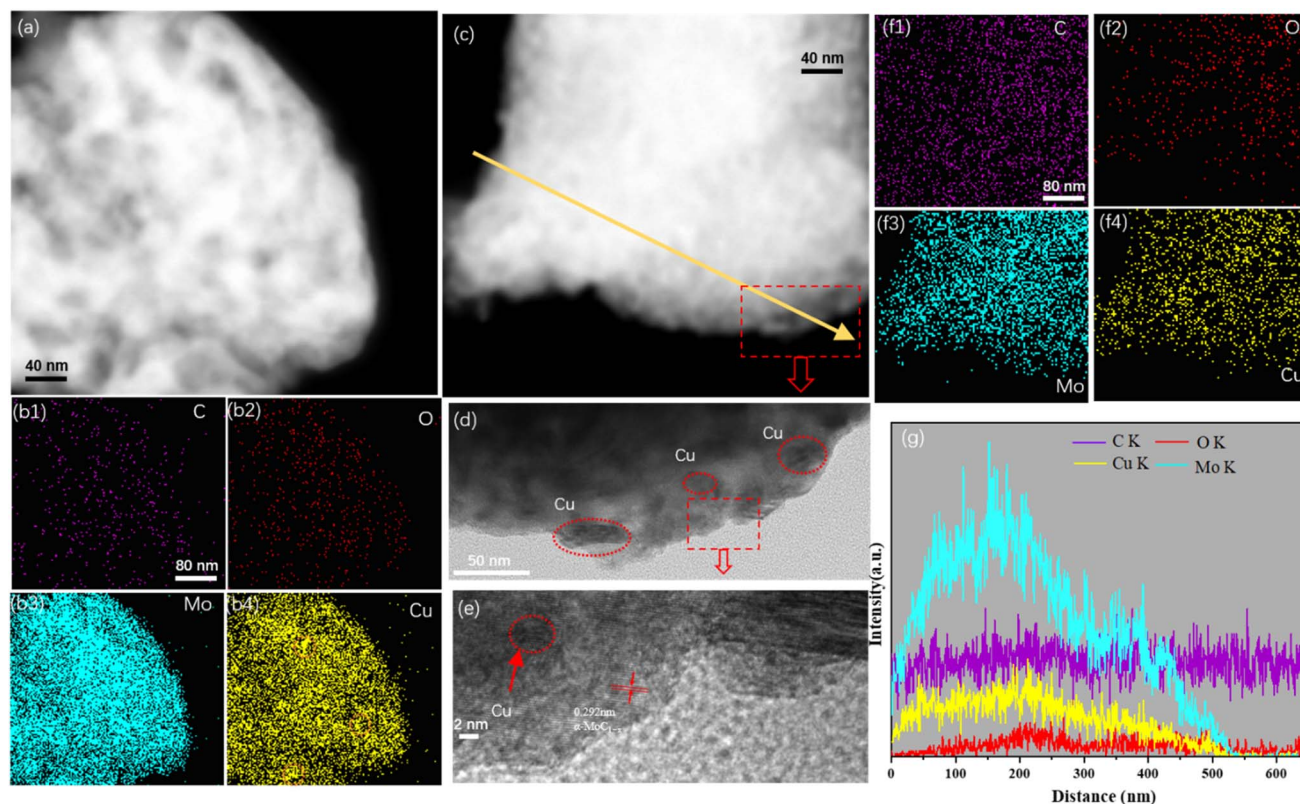 (a)
40 nm
(c)
40 nm
(f1)
C
80 nm
(f2)
O
(f3)
Mo
(f4)
Cu
(b1)
C
80 nm
(b2)
O
(b3)
Mo
(b4)
Cu
(d)
Cu
Cu
Cu
50 nm
(e)
Cu
2 nm
0.292nm
α-MoC1-x
(g)
C K
O K
Cu K
Mo K
Intensity(a.u.)
0 100 200 300 400 500 600
Distance (nm)